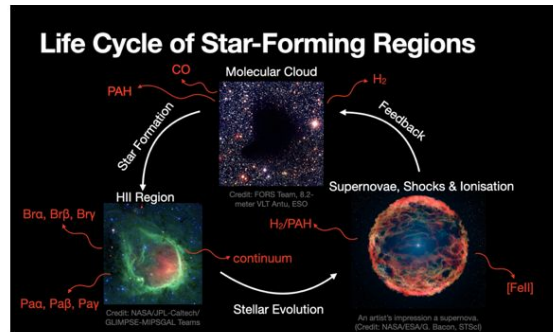 Life Cycle of Star-Forming Regions
Molecular Cloud
CO
PAH
H₂
Star Formation
Feedback
Credit: FORS Team, 8.2-
meter VLT Antu, ESO
HII Region
Supernovae, Shocks & Ionisation
Brα, Brβ, Brγ
H₂/PAH
continuum
Paα, Paβ, Paγ
[FeII]
Credit: NASA/JPL-Caltech/
GLIMPSE-MIPSGAL Teams
Stellar Evolution
An artist's impression a supernova.
(Credit: NASA/ESA/G. Bacon, STScI)